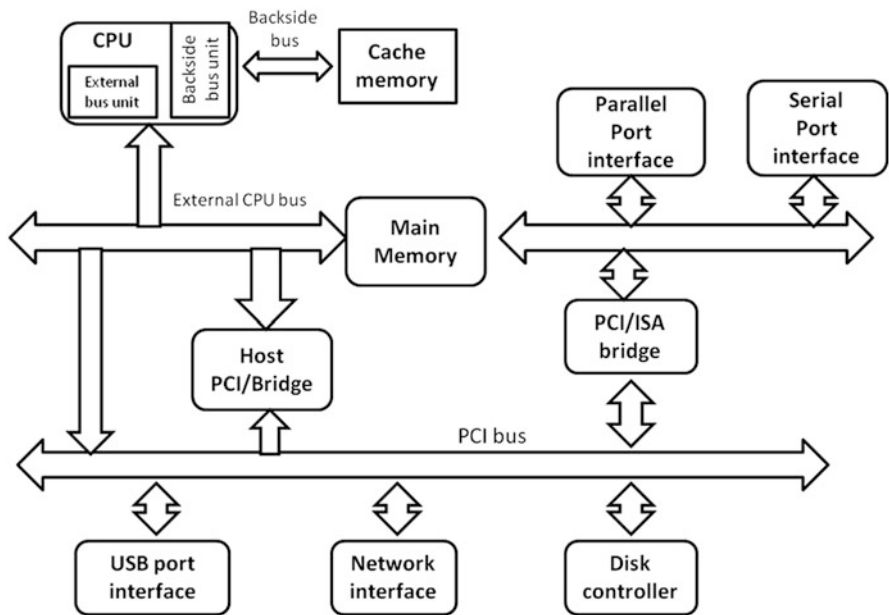 Backside
bus
CPU
External
bus unit
Backside
bus unit
Cache
memory
Parallel
Port
interface
Serial
Port
interface
External CPU bus
Main
Memory
Host
PCI/Bridge
PCI/ISA
bridge
PCI bus
USB port
interface
Network
interface
Disk
controller